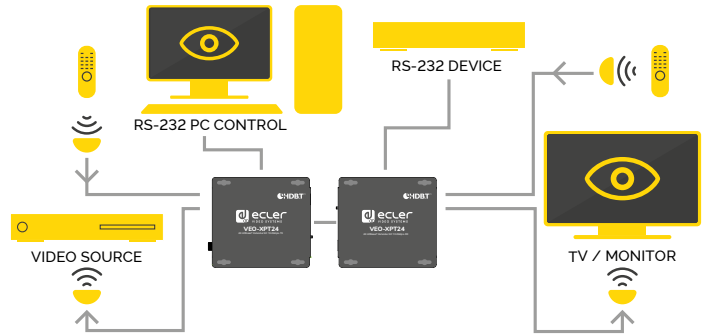 RS-232 DEVICE
RS-232 PC CONTROL
HDBT
ecler
VIDEO SYSTEMS
VEO-XPT24
HDBT
ecler
VIDEO SYSTEMS
VEO-XPT24
VIDEO SOURCE
TV / MONITOR